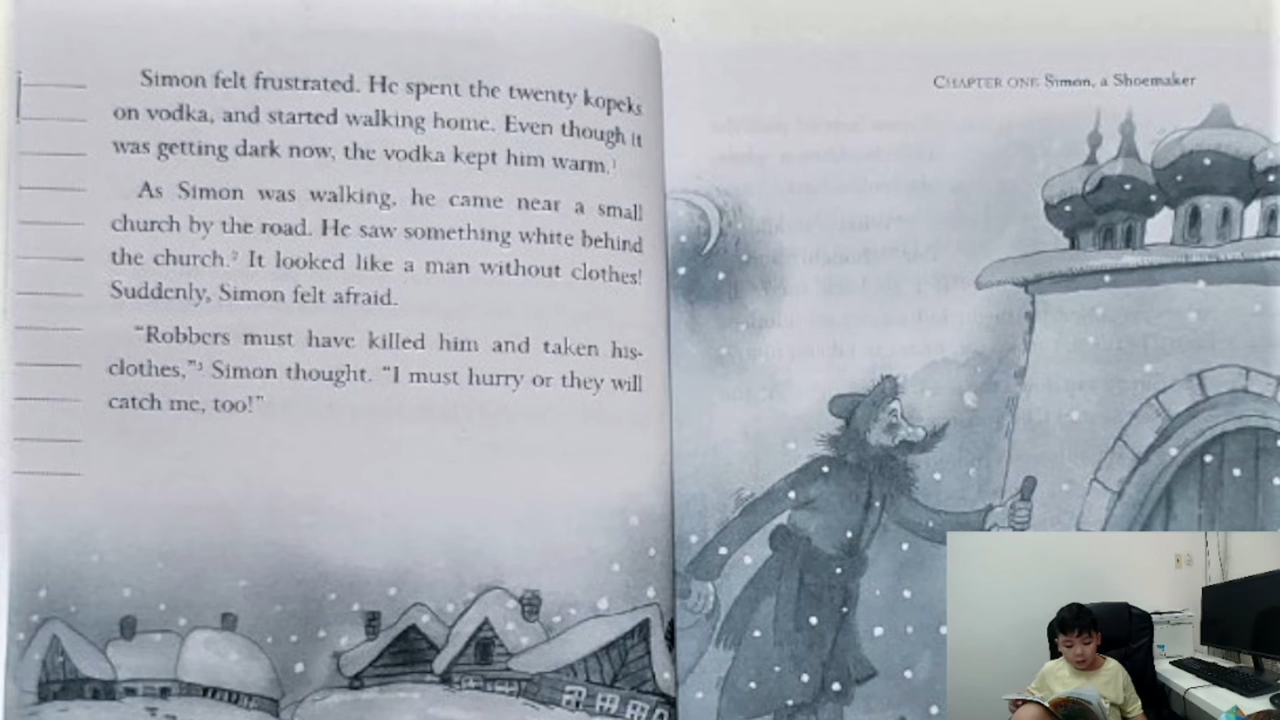 Simon felt frustrated. He spent the twenty kopeks
on vodka, and started walking home. Even though it
was getting dark now, the vodka kept him warm.¹
As Simon was walking, he came near a small
church by the road. He saw something white behind
the church.² It looked like a man without clothes!
Suddenly, Simon felt afraid.
“Robbers must have killed him and taken his
clothes,”³ Simon thought. “I must hurry or they will
catch me, too!”
CHAPTER ONE Simon, a Shoemaker